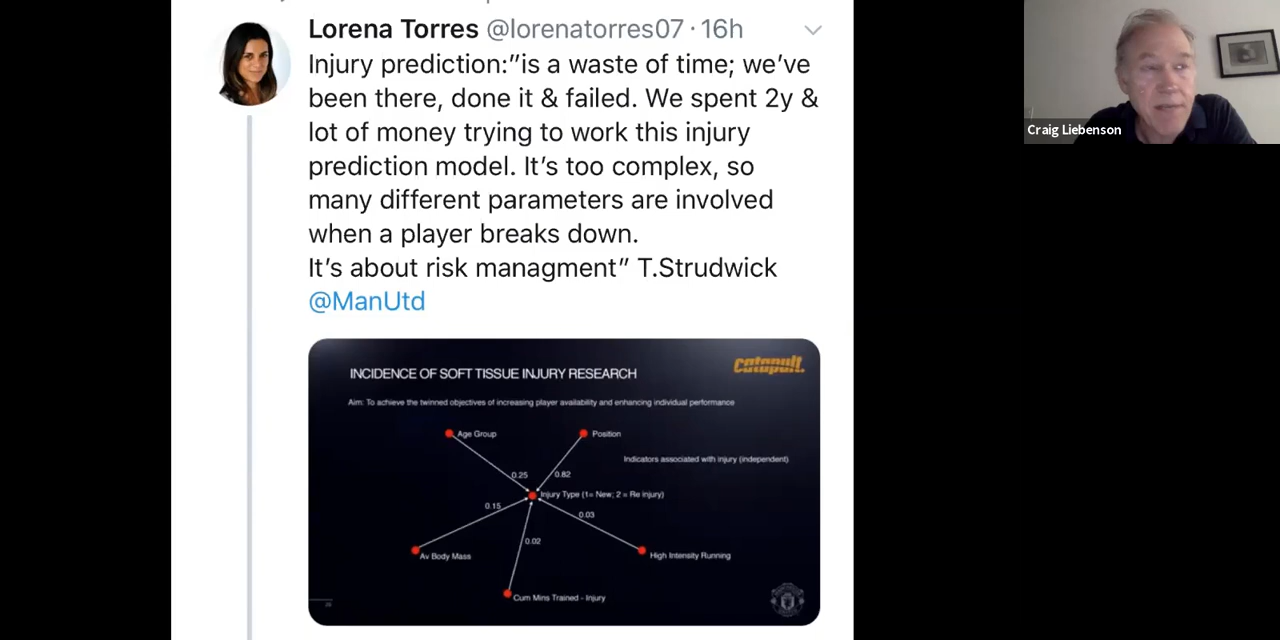 Lorena Torres @lorenatorres07 · 16h
Injury prediction:”is a waste of time; we’ve
been there, done it & failed. We spent 2y &
lot of money trying to work this injury
prediction model. It’s too complex, so
many different parameters are involved
when a player breaks down.
It’s about risk managment” T.Strudwick
@ManUtd
catapult.
INCIDENCE OF SOFT TISSUE INJURY RESEARCH
Aim: To achieve the twinned objectives of increasing player availability and enhancing individual performance
Age Group
Position
Indicators associated with injury (independent)
0.25
0.82
Injury Type (1= New; 2 = Re injury)
0.15
0.03
0.02
Av Body Mass
High Intensity Running
Cum Mins Trained - Injury
Craig Liebenson